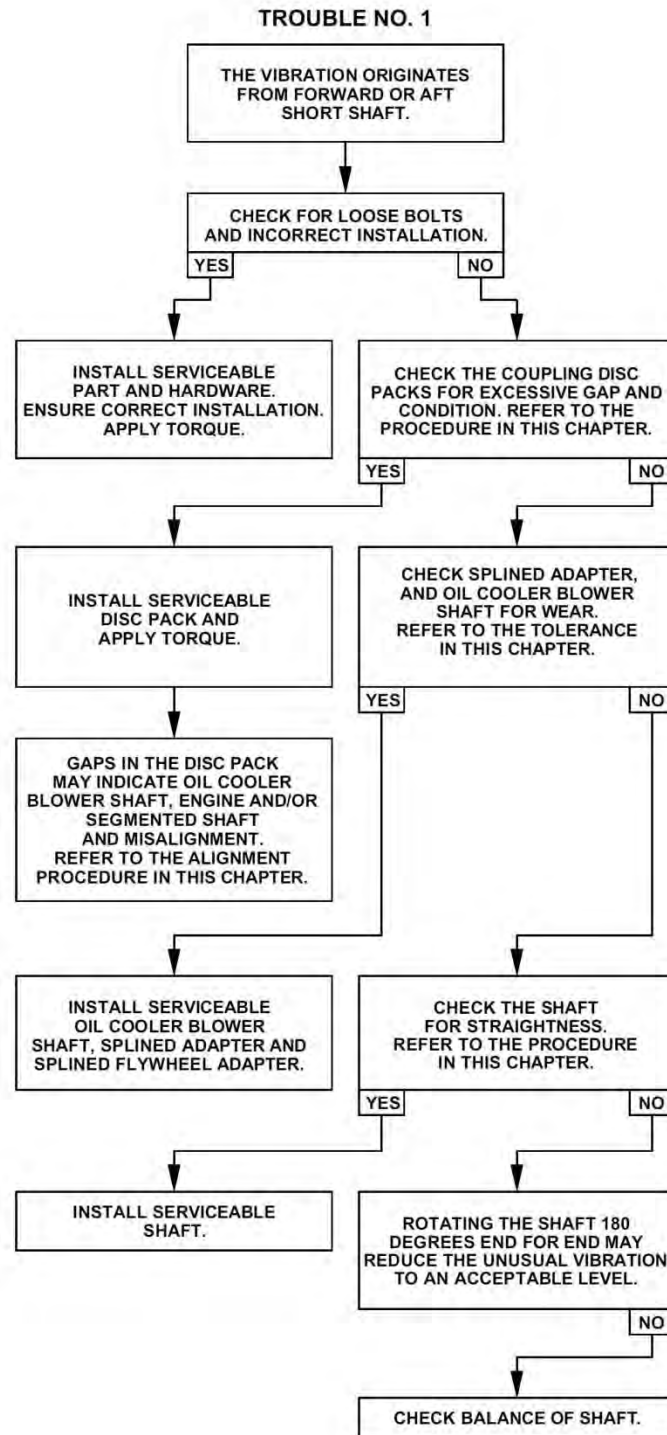 TROUBLE NO. 1
THE VIBRATION ORIGINATES
FROM FORWARD OR AFT
SHORT SHAFT.
CHECK FOR LOOSE BOLTS
AND INCORRECT INSTALLATION.
YES
NO
INSTALL SERVICEABLE
PART AND HARDWARE.
ENSURE CORRECT INSTALLATION.
APPLY TORQUE.
CHECK THE COUPLING DISC
PACKS FOR EXCESSIVE GAP AND
CONDITION. REFER TO THE
PROCEDURE IN THIS CHAPTER.
YES
NO
INSTALL SERVICEABLE
DISC PACK AND
APPLY TORQUE.
CHECK SPLINED ADAPTER,
AND OIL COOLER BLOWER
SHAFT FOR WEAR.
REFER TO THE TOLERANCE
IN THIS CHAPTER.
YES
NO
GAPS IN THE DISC PACK
MAY INDICATE OIL COOLER
BLOWER SHAFT, ENGINE AND/OR
SEGMENTED SHAFT
AND MISALIGNMENT.
REFER TO THE ALIGNMENT
PROCEDURE IN THIS CHAPTER.
INSTALL SERVICEABLE
OIL COOLER BLOWER
SHAFT, SPLINED ADAPTER AND
SPLINED FLYWHEEL ADAPTER.
CHECK THE SHAFT
FOR STRAIGHTNESS.
REFER TO THE PROCEDURE
IN THIS CHAPTER.
YES
NO
INSTALL SERVICEABLE
SHAFT.
ROTATING THE SHAFT 180
DEGREES END FOR END MAY
REDUCE THE UNUSUAL VIBRATION
TO AN ACCEPTABLE LEVEL.
NO
CHECK BALANCE OF SHAFT.